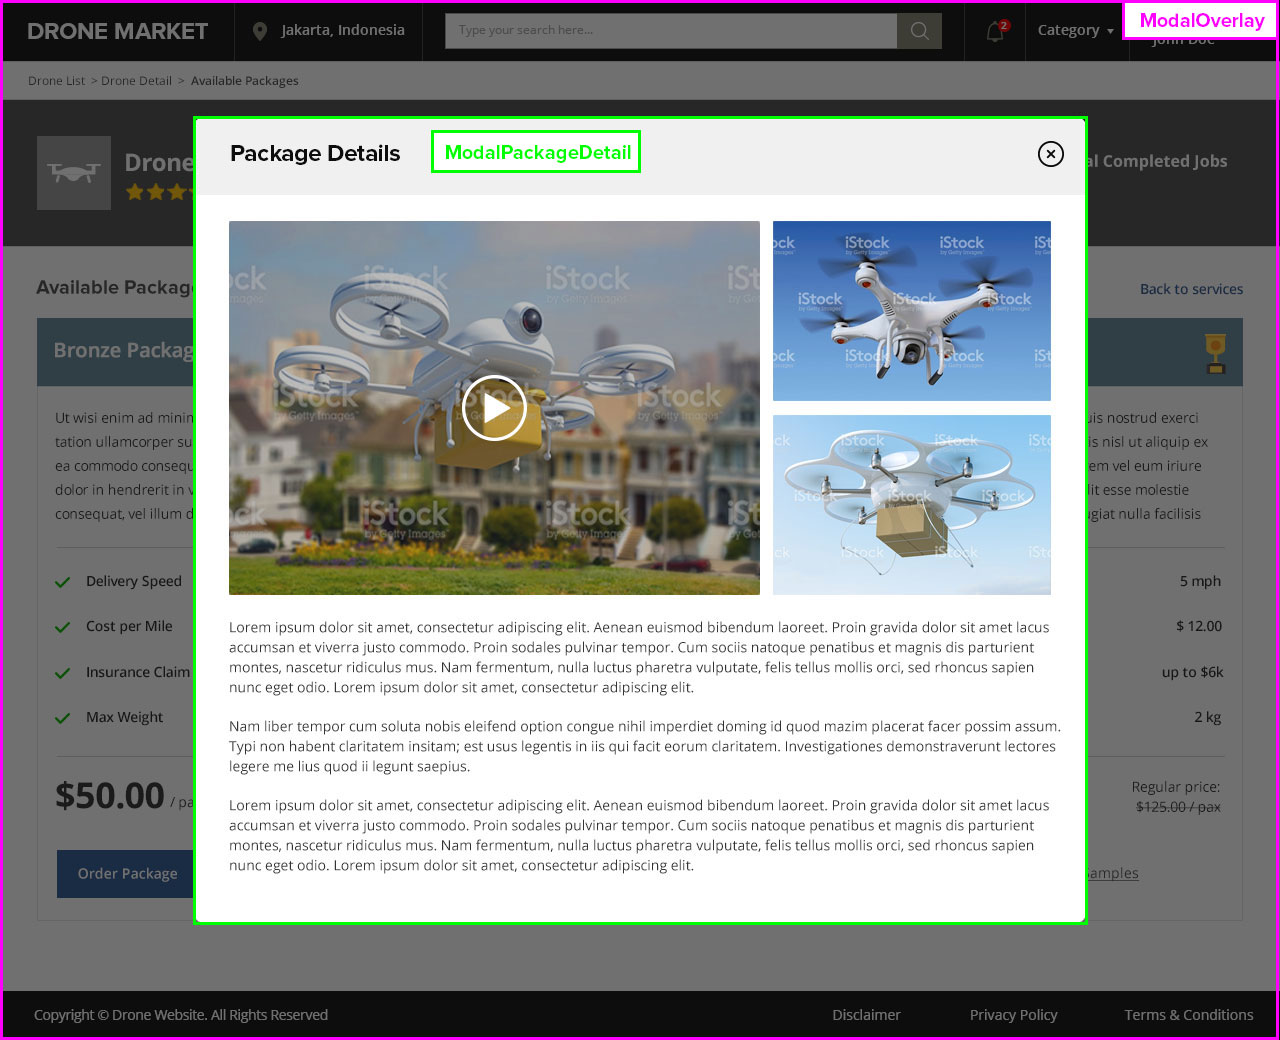 DRONE MARKET
Jakarta, Indonesia
Type your search here...
2
Category
ModalOverlay
John Doe
Drone List > Drone Detail > Available Packages
Package Details
ModalPackageDetail
Drone
al Completed Jobs
Available Packag
Back to services
Bronze Packag
iStock
by Getty Images
Ut wisi enim ad minin
tation ullamcorper su
ea commodo consequ
dolor in hendrerit in v
consequat, vel illum d
uis nostrud exerci
is nisl ut aliquip ex
em vel eum iriure
dit esse molestie
ugiat nulla facilisis
Delivery Speed
5 mph
Cost per Mile
$ 12.00
Insurance Claim
up to $6k
Max Weight
2 kg
$50.00 / pa
Regular price:
$125.00 / pax
Order Package
Samples
Lorem ipsum dolor sit amet, consectetur adipiscing elit. Aenean euismod bibendum laoreet. Proin gravida dolor sit amet lacus
accumsan et viverra justo commodo. Proin sodales pulvinar tempor. Cum sociis natoque penatibus et magnis dis parturient
montes, nascetur ridiculus mus. Nam fermentum, nulla luctus pharetra vulputate, felis tellus mollis orci, sed rhoncus sapien
nunc eget odio. Lorem ipsum dolor sit amet, consectetur adipiscing elit.
Nam liber tempor cum soluta nobis eleifend option congue nihil imperdiet doming id quod mazim placerat facer possim assum.
Typi non habent claritatem insitam; est usus legentis in iis qui facit eorum claritatem. Investigationes demonstraverunt lectores
legere me lius quod ii legunt saepius.
Lorem ipsum dolor sit amet, consectetur adipiscing elit. Aenean euismod bibendum laoreet. Proin gravida dolor sit amet lacus
accumsan et viverra justo commodo. Proin sodales pulvinar tempor. Cum sociis natoque penatibus et magnis dis parturient
montes, nascetur ridiculus mus. Nam fermentum, nulla luctus pharetra vulputate, felis tellus mollis orci, sed rhoncus sapien
nunc eget odio. Lorem ipsum dolor sit amet, consectetur adipiscing elit.
Copyright © Drone Website. All Rights Reserved
Disclaimer
Privacy Policy
Terms & Conditions